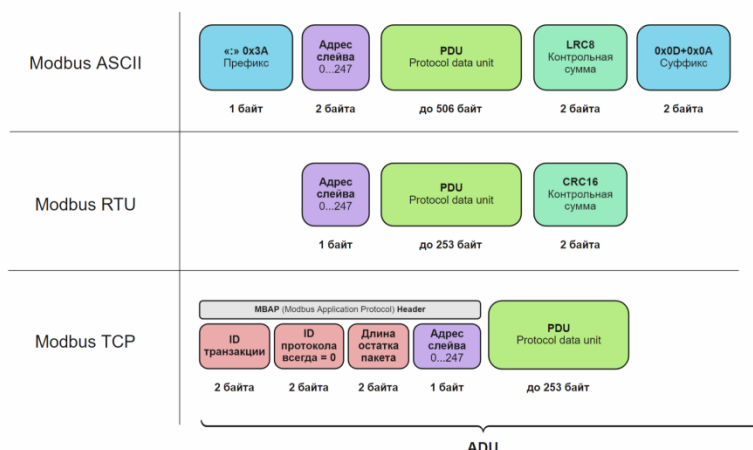 Modbus ASCII
«:» 0x3A
Префикс
Адрес
слейва
0...247
PDU
Protocol data unit
LRC8
Контрольная
сумма
0x0D+0x0A
Суффикс
1 байт
2 байта
до 506 байт
2 байта
2 байта
Modbus RTU
Адрес
слейва
0...247
PDU
Protocol data unit
CRC16
Контрольная
сумма
1 байт
до 253 байт
2 байта
Modbus TCP
MBAP (Modbus Application Protocol) Header
ID
транзакции
ID
протокола
всегда = 0
Длина
остатка
пакета
Адрес
слейва
0...247
PDU
Protocol data unit
2 байта
2 байта
2 байта
1 байт
до 253 байт
ADU